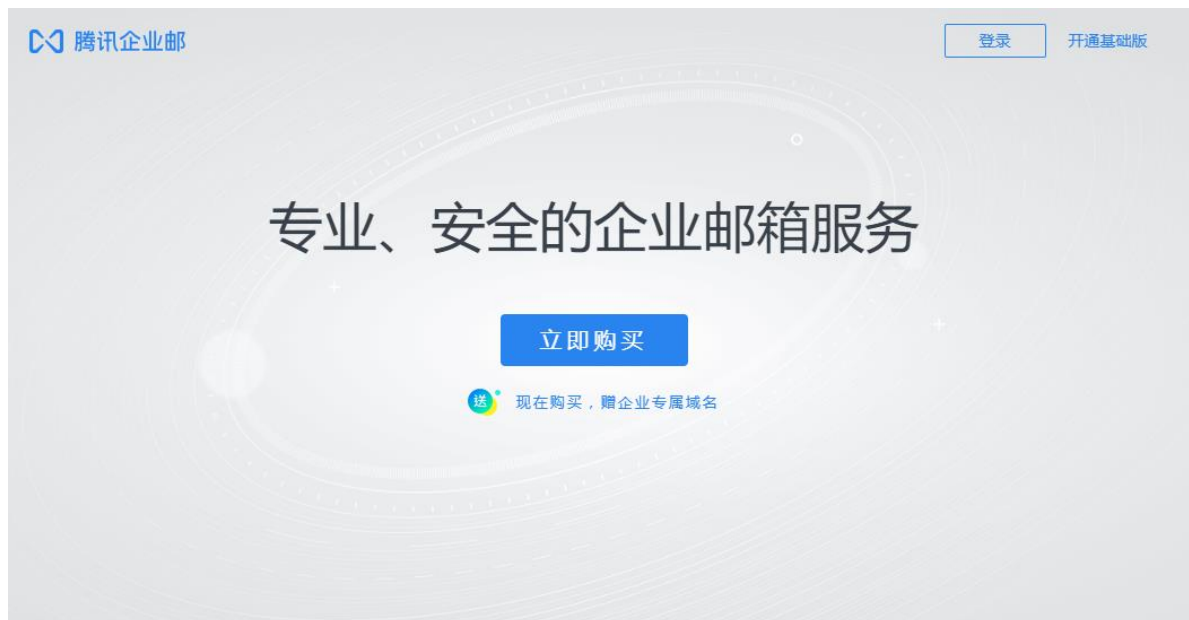 腾讯企业邮
登录
开通基础版
专业、安全的企业邮箱服务
立即购买
送
现在购买，赠企业专属域名